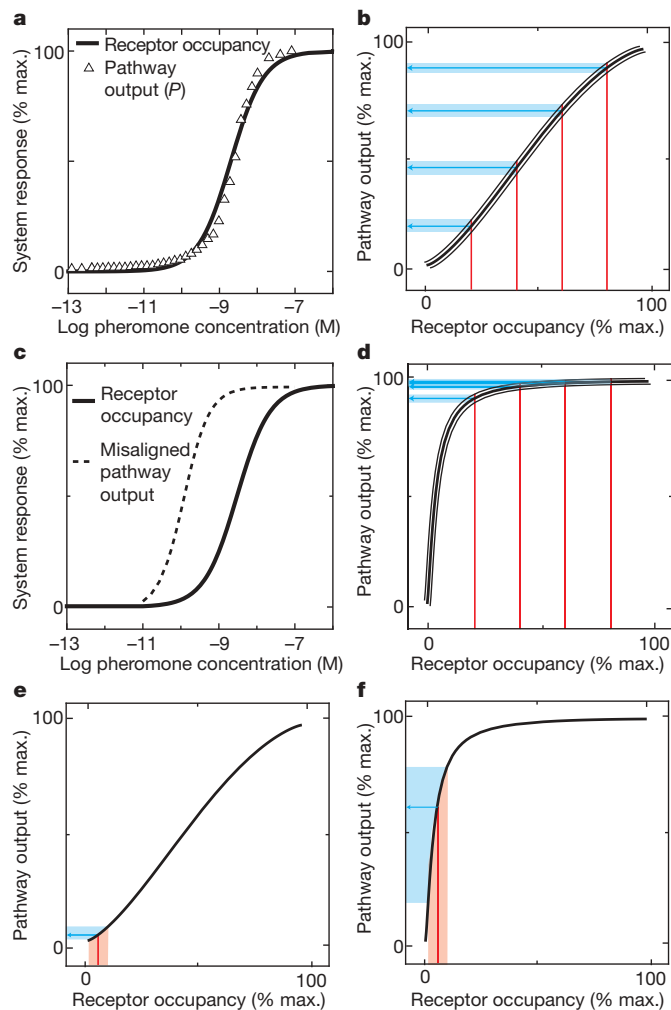 a
System response (% max.)
100
0
Receptor occupancy
Pathway
output (P)
−13
−11
−9
−7
Log pheromone concentration (M)
b
Pathway output (% max.)
100
0
0
100
Receptor occupancy (% max.)
c
System response (% max.)
100
0
Receptor
occupancy
Misaligned
pathway
output
−13
−11
−9
−7
Log pheromone concentration (M)
d
Pathway output (% max.)
100
0
0
100
Receptor occupancy (% max.)
e
Pathway output (% max.)
100
0
0
100
Receptor occupancy (% max.)
f
Pathway output (% max.)
100
0
0
100
Receptor occupancy (% max.)